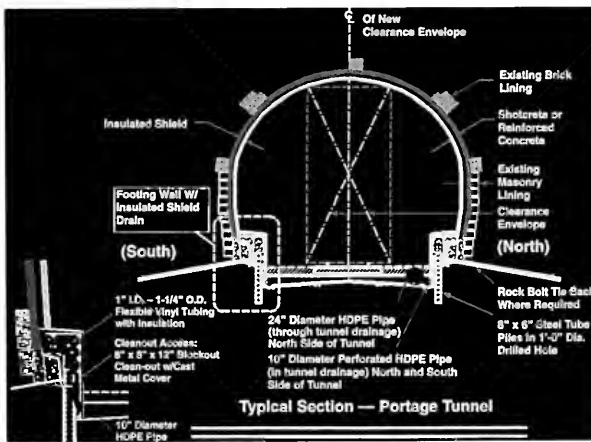 ℄
Of New
Clearance Envelope
Existing Brick
Lining
Insulated Shield
Shotcrete or
Reinforced
Concrete
Existing
Masonry
Lining
Clearance
Envelope
Footing Wall W/
Insulated Shield
Drain
(South)
(North)
Rock Bolt Tie Back
Where Required
1" I.D. ~ 1-1/4" O.D.
Flexible Vinyl Tubing
with Insulation
Cleanout Access:
8" x 8" x 12" Blockout
Clean-out w/Cast
Metal Cover
10" Diameter
HDPE Pipe
24" Diameter HDPE Pipe
(through tunnel drainage)
North Side of Tunnel
10" Diameter Perforated HDPE Pipe
(in tunnel drainage) North and South
Side of Tunnel
8" x 6" Steel Tube
Piles in 1'-0" Dia.
Drilled Hole
Typical Section — Portage Tunnel